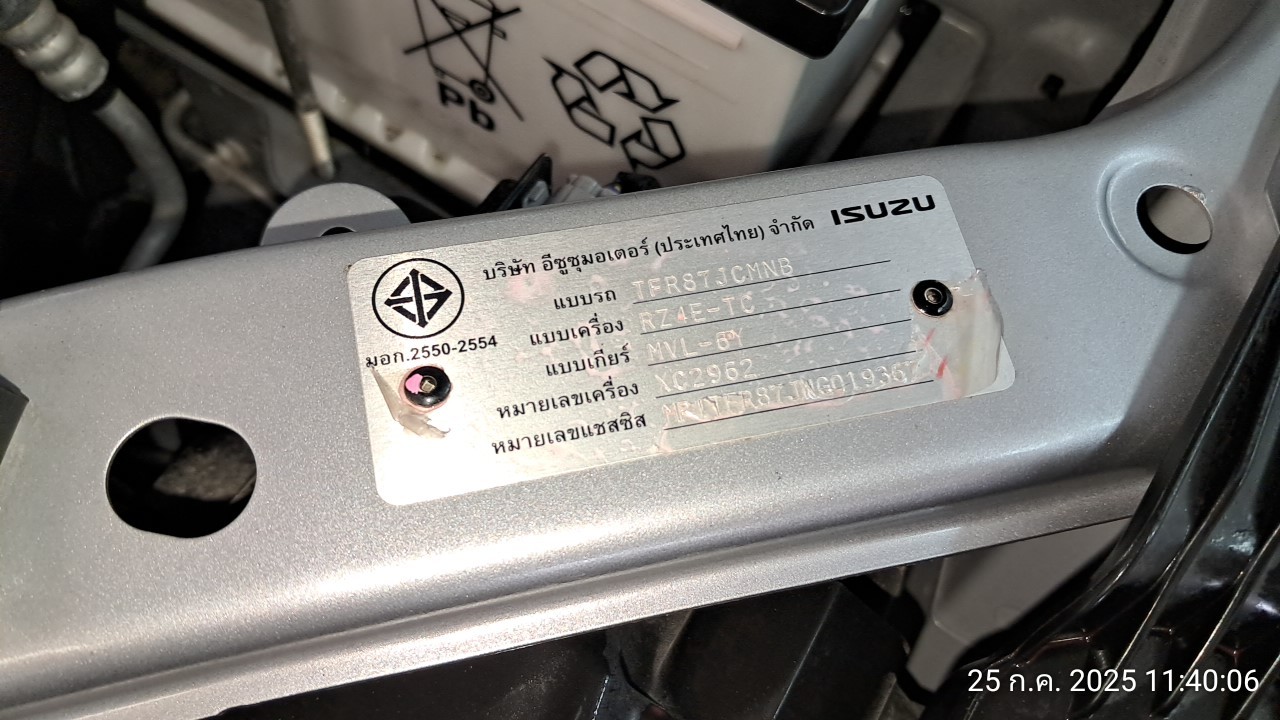 Pb
บริษัท อีซูซุมอเตอร์ (ประเทศไทย) จำกัด ISUZU
แบบรถ TFR87JCMNB
แบบเครื่อง RZ4E-TC
มอก.2550-2554
แบบเกียร์ MVL-6Y
หมายเลขเครื่อง XC2962
หมายเลขแชสซิส
25 ก.ค. 2025 11:40:06